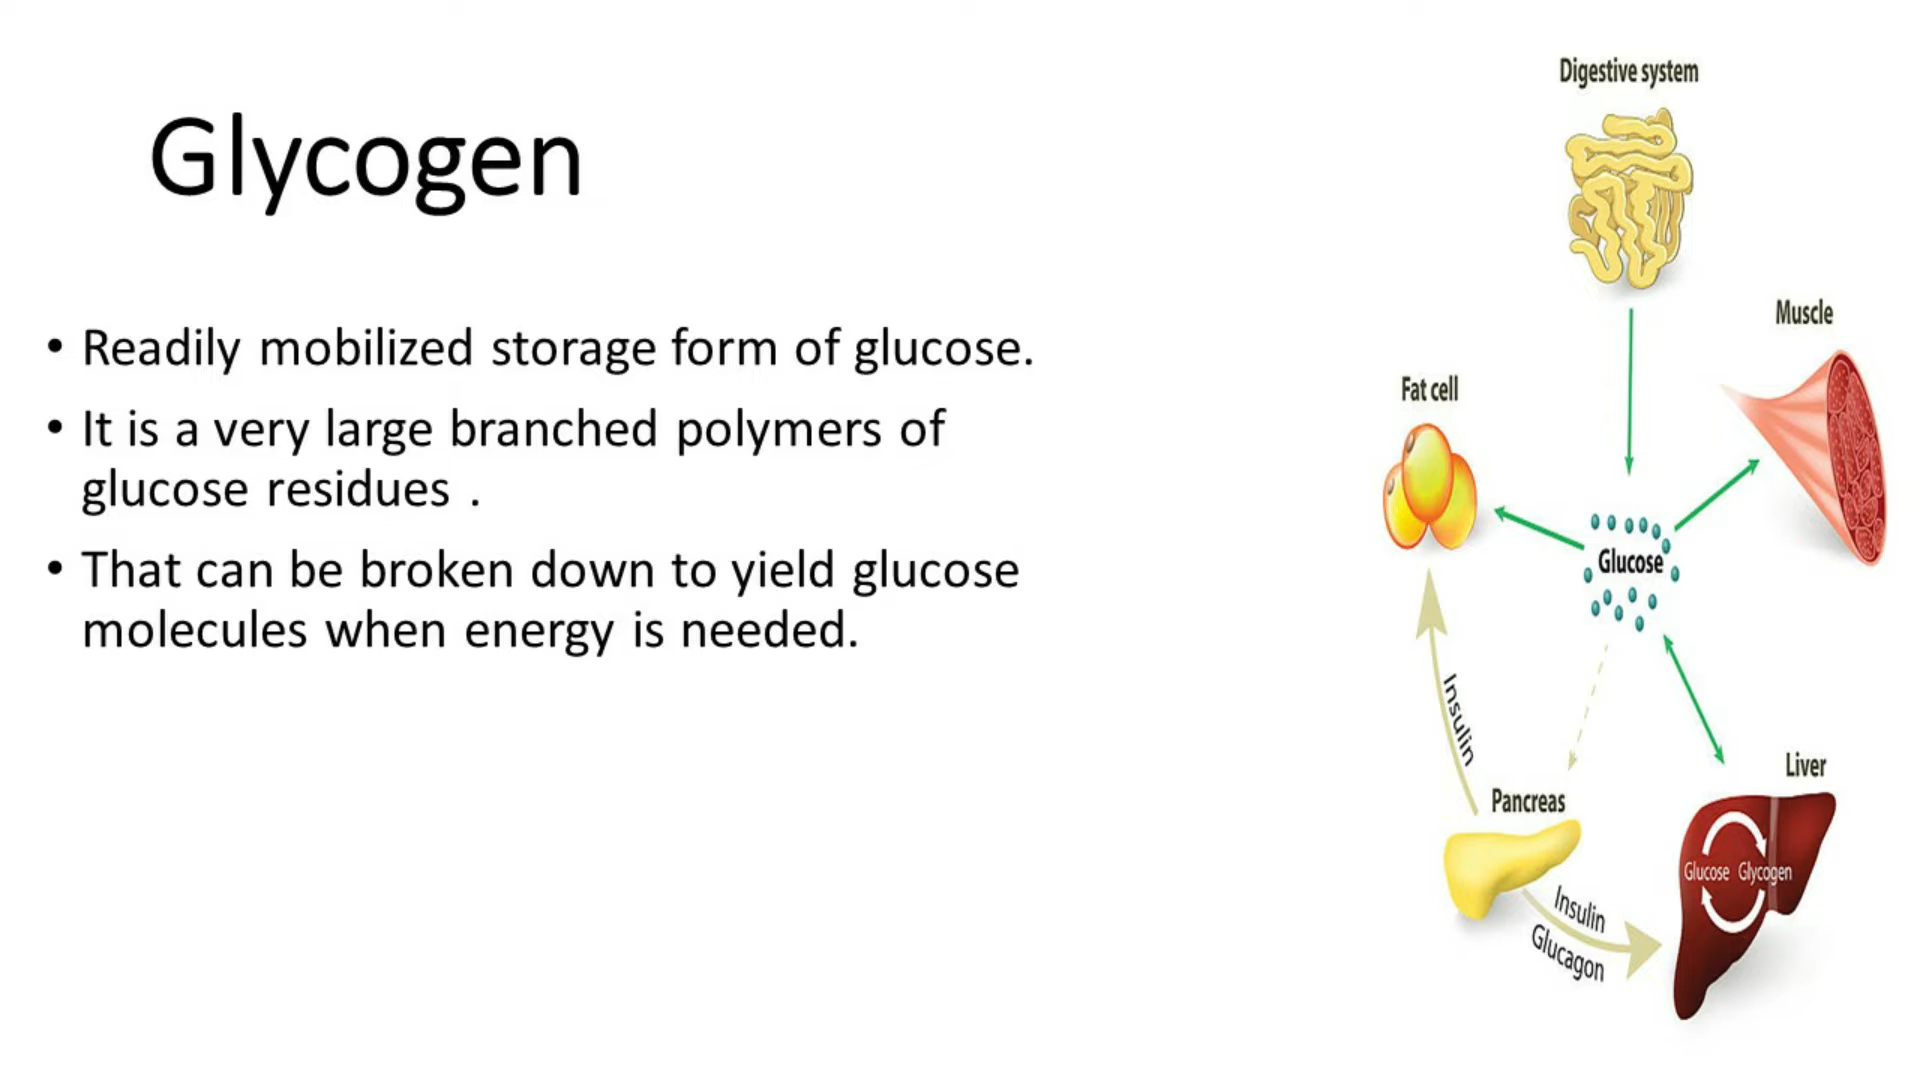 Glycogen
• Readily mobilized storage form of glucose.
• It is a very large branched polymers of
glucose residues .
• That can be broken down to yield glucose
molecules when energy is needed.
Digestive system
Muscle
Fat cell
Glucose
Insulin
Pancreas
Liver
Glucose Glycogen
Insulin
Glucagon